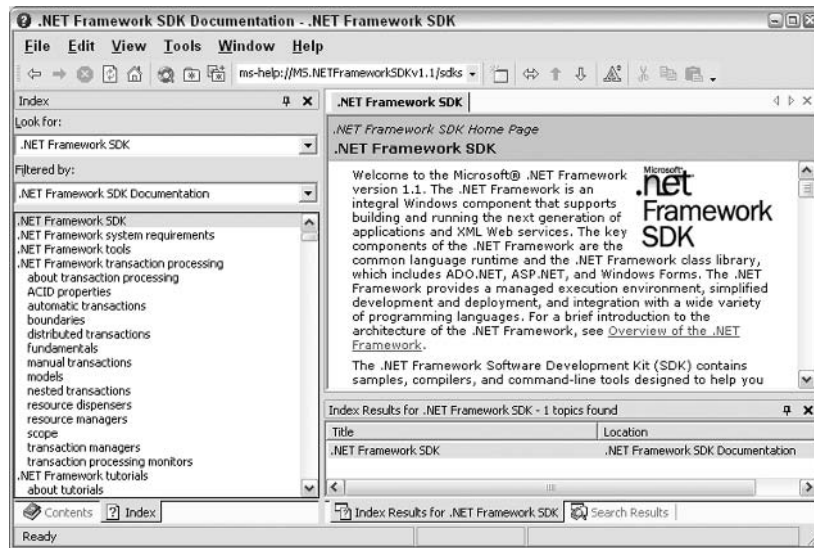 .NET Framework SDK Documentation - .NET Framework SDK
File Edit View Tools Window Help
ms-help://MS.NETFrameworkSDKv1.1/sdks
Index
Look for:
.NET Framework SDK
Filtered by:
.NET Framework SDK Documentation
.NET Framework SDK
.NET Framework system requirements
.NET Framework tools
.NET Framework transaction processing
about transaction processing
ACID properties
automatic transactions
boundaries
distributed transactions
fundamentals
manual transactions
models
nested transactions
resource dispensers
resource managers
scope
transaction managers
transaction processing monitors
.NET Framework tutorials
about tutorials
Contents Index
.NET Framework SDK
.NET Framework SDK Home Page
.NET Framework SDK
Welcome to the Microsoft® .NET Framework
version 1.1. The .NET Framework is an
integral Windows component that supports
building and running the next generation of
applications and XML Web services. The key
components of the .NET Framework are the
common language runtime and the .NET Framework class library,
which includes ADO.NET, ASP.NET, and Windows Forms. The .NET
Framework provides a managed execution environment, simplified
development and deployment, and integration with a wide variety
of programming languages. For a brief introduction to the
architecture of the .NET Framework, see Overview of the .NET
Framework.
Microsoft
.net
Framework
SDK
The .NET Framework Software Development Kit (SDK) contains
samples, compilers, and command-line tools designed to help you
Index Results for .NET Framework SDK - 1 topics found
Title Location
.NET Framework SDK .NET Framework SDK Documentation
Index Results for .NET Framework SDK Search Results
Ready